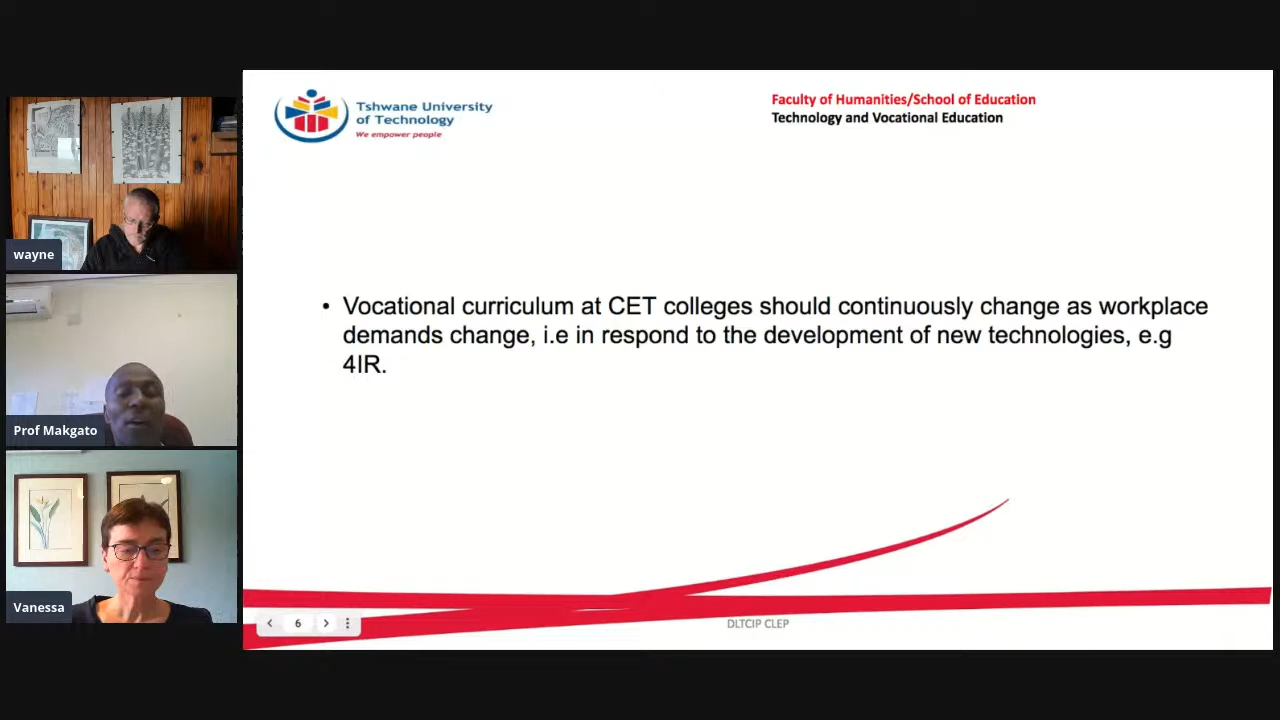 wayne
Prof Makgato
Vanessa
Tshwane University
of Technology
We empower people
Faculty of Humanities/School of Education
Technology and Vocational Education
• Vocational curriculum at CET colleges should continuously change as workplace
demands change, i.e in respond to the development of new technologies, e.g
4IR.
6
DLTCIP CLEP